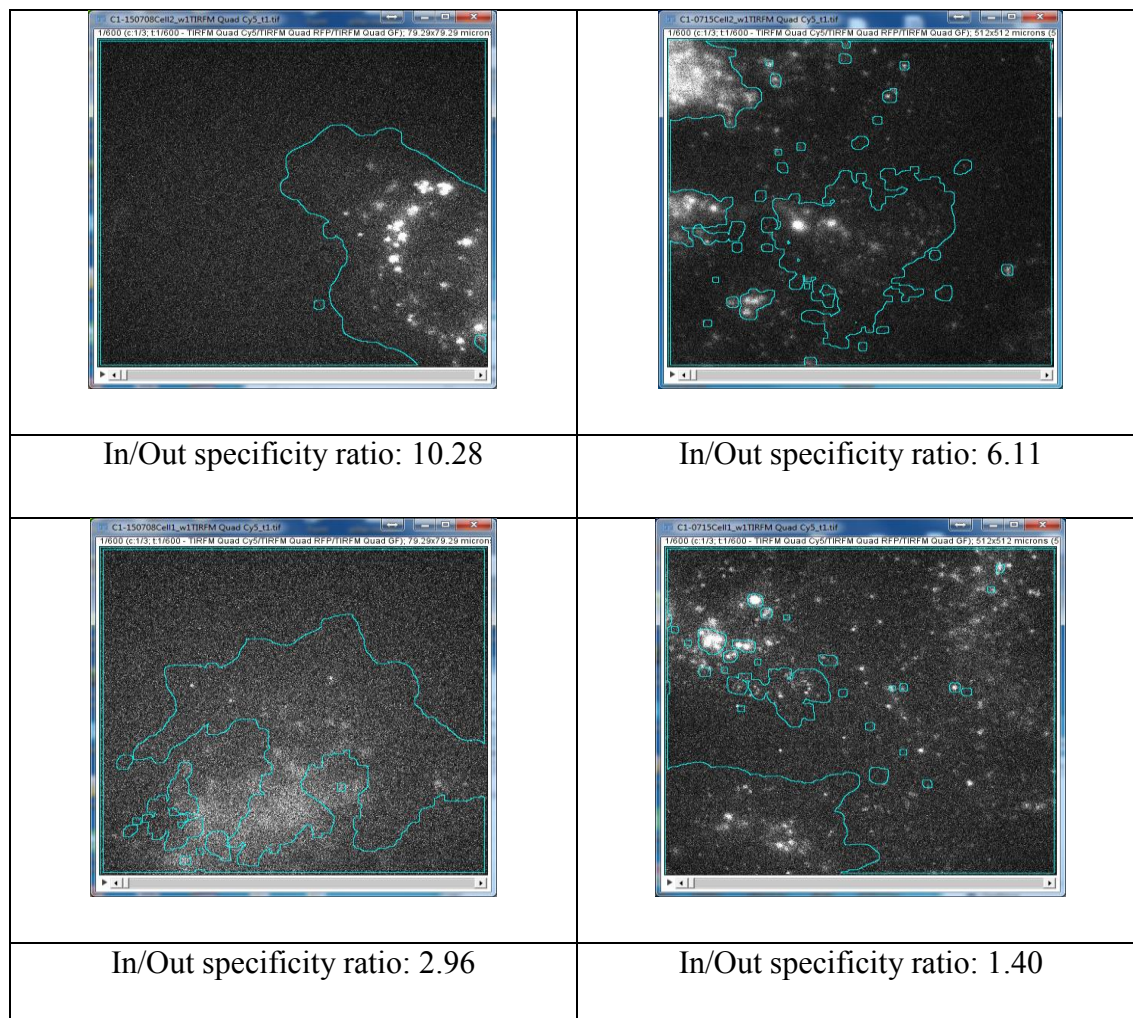 C1-150708Cell2_w1TIRFM Quad Cy5_t1.tif
1/600 (c:1/3; t:1/600 - TIRFM Quad Cy5/TIRFM Quad RFP/TIRFM Quad GF); 79.29x79.29 micron
C1-0715Cell2_w1TIRFM Quad Cy5_t1.tif
1/600 (c:1/3; t:1/600 - TIRFM Quad Cy5/TIRFM Quad RFP/TIRFM Quad GF); 512x512 microns (5
In/Out specificity ratio: 10.28
In/Out specificity ratio: 6.11
C1-150708Cell1_w1TIRFM Quad Cy5_t1.tif
1/600 (c:1/3; t:1/600 - TIRFM Quad Cy5/TIRFM Quad RFP/TIRFM Quad GF); 79.29x79.29 micron
C1-0715Cell1_w1TIRFM Quad Cy5_t1.tif
1/600 (c:1/3; t:1/600 - TIRFM Quad Cy5/TIRFM Quad RFP/TIRFM Quad GF); 512x512 microns (5
In/Out specificity ratio: 2.96
In/Out specificity ratio: 1.40